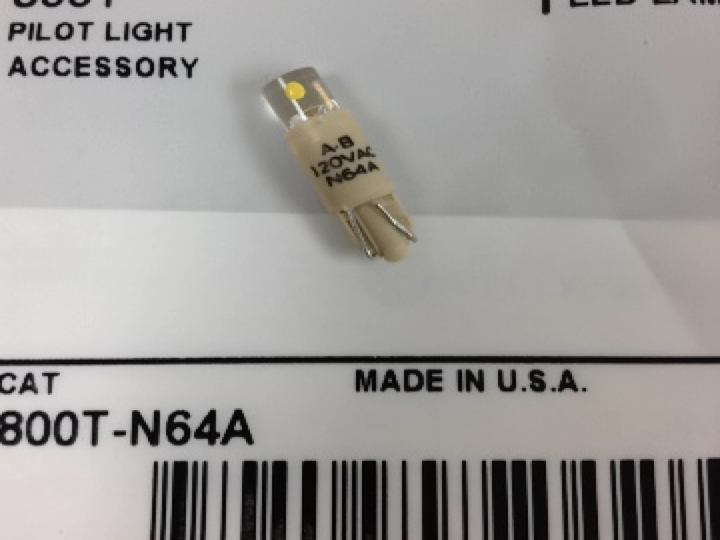 PILOT LIGHT
ACCESSORY
A-B
120VAC
N64A
CAT
MADE IN U.S.A.
800T-N64A